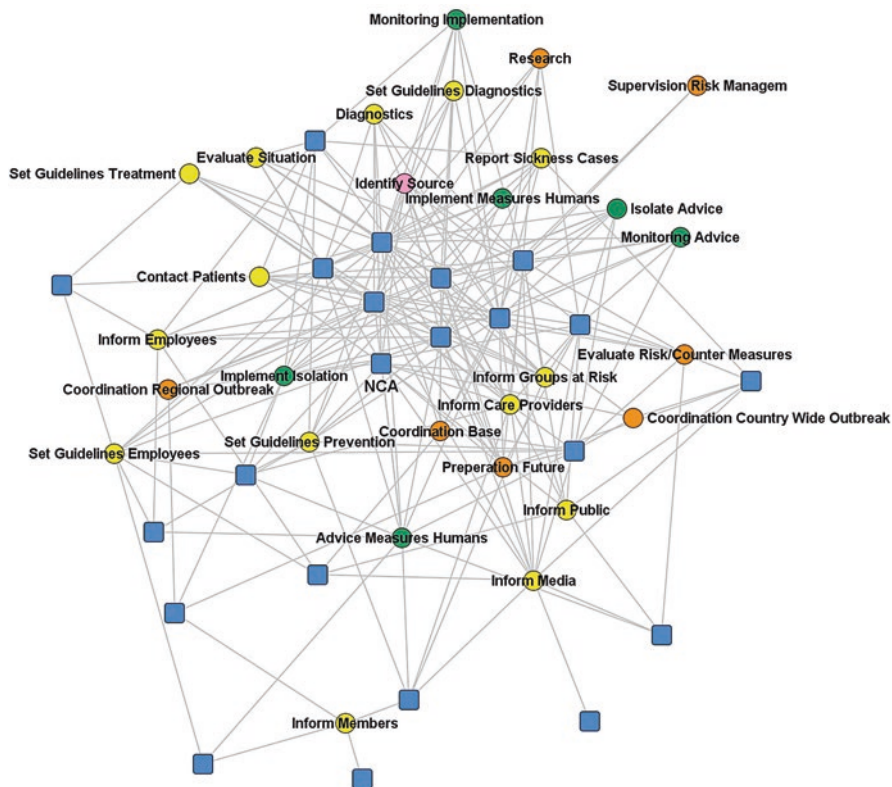 Monitoring Implementation
Research
Supervision Risk Managem
Set Guidelines Diagnostics
Diagnostics
Evaluate Situation
Report Sickness Cases
Set Guidelines Treatment
Identify Source
Implement Measures Humans
Isolate Advice
Monitoring Advice
Contact Patients
Inform Employees
Evaluate Risk/Counter Measures
Implement Isolation
Inform Groups at Risk
NCA
Coordination Regional Outbreak
Inform Care Providers
Coordination Country Wide Outbreak
Coordination Base
Set Guidelines Prevention
Set Guidelines Employees
Preperation Future
Inform Public
Advice Measures Humans
Inform Media
Inform Members